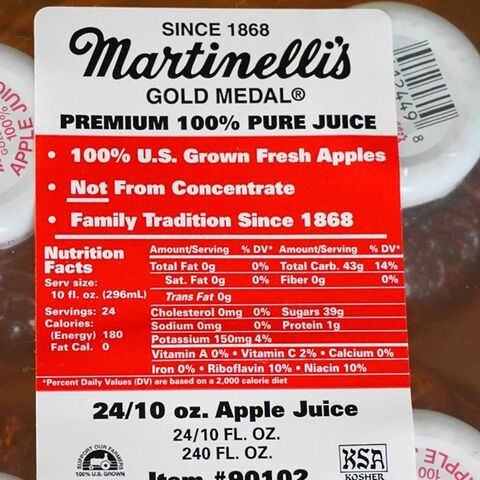 SINCE 1868
Martinelli's
GOLD MEDAL®
PREMIUM 100% PURE JUICE
• 100% U.S. Grown Fresh Apples
• Not From Concentrate
• Family Tradition Since 1868
Nutrition Facts
Serv size:
10 fl. oz. (296mL)
Servings: 24
Calories:
(Energy) 180
Fat Cal. 0
Amount/Serving % DV* Amount/Serving % DV*
Total Fat 0g 0% Total Carb. 43g 14%
Sat. Fat 0g 0% Fiber 0g 0%
Trans Fat 0g
Cholesterol 0mg 0% Sugars 39g
Sodium 0mg 0% Protein 1g
Potassium 150mg 4%
Vitamin A 0% • Vitamin C 2% • Calcium 0%
Iron 0% • Riboflavin 10% • Niacin 10%
*Percent Daily Values (DV) are based on a 2,000 calorie diet
24/10 oz. Apple Juice
24/10 FL. OZ.
240 FL. OZ.
Item #90102
SUPPORT OUR FARMERS
100% U.S. GROWN
KSA
KOSHER
100%
APPLE JUIC
APPLE